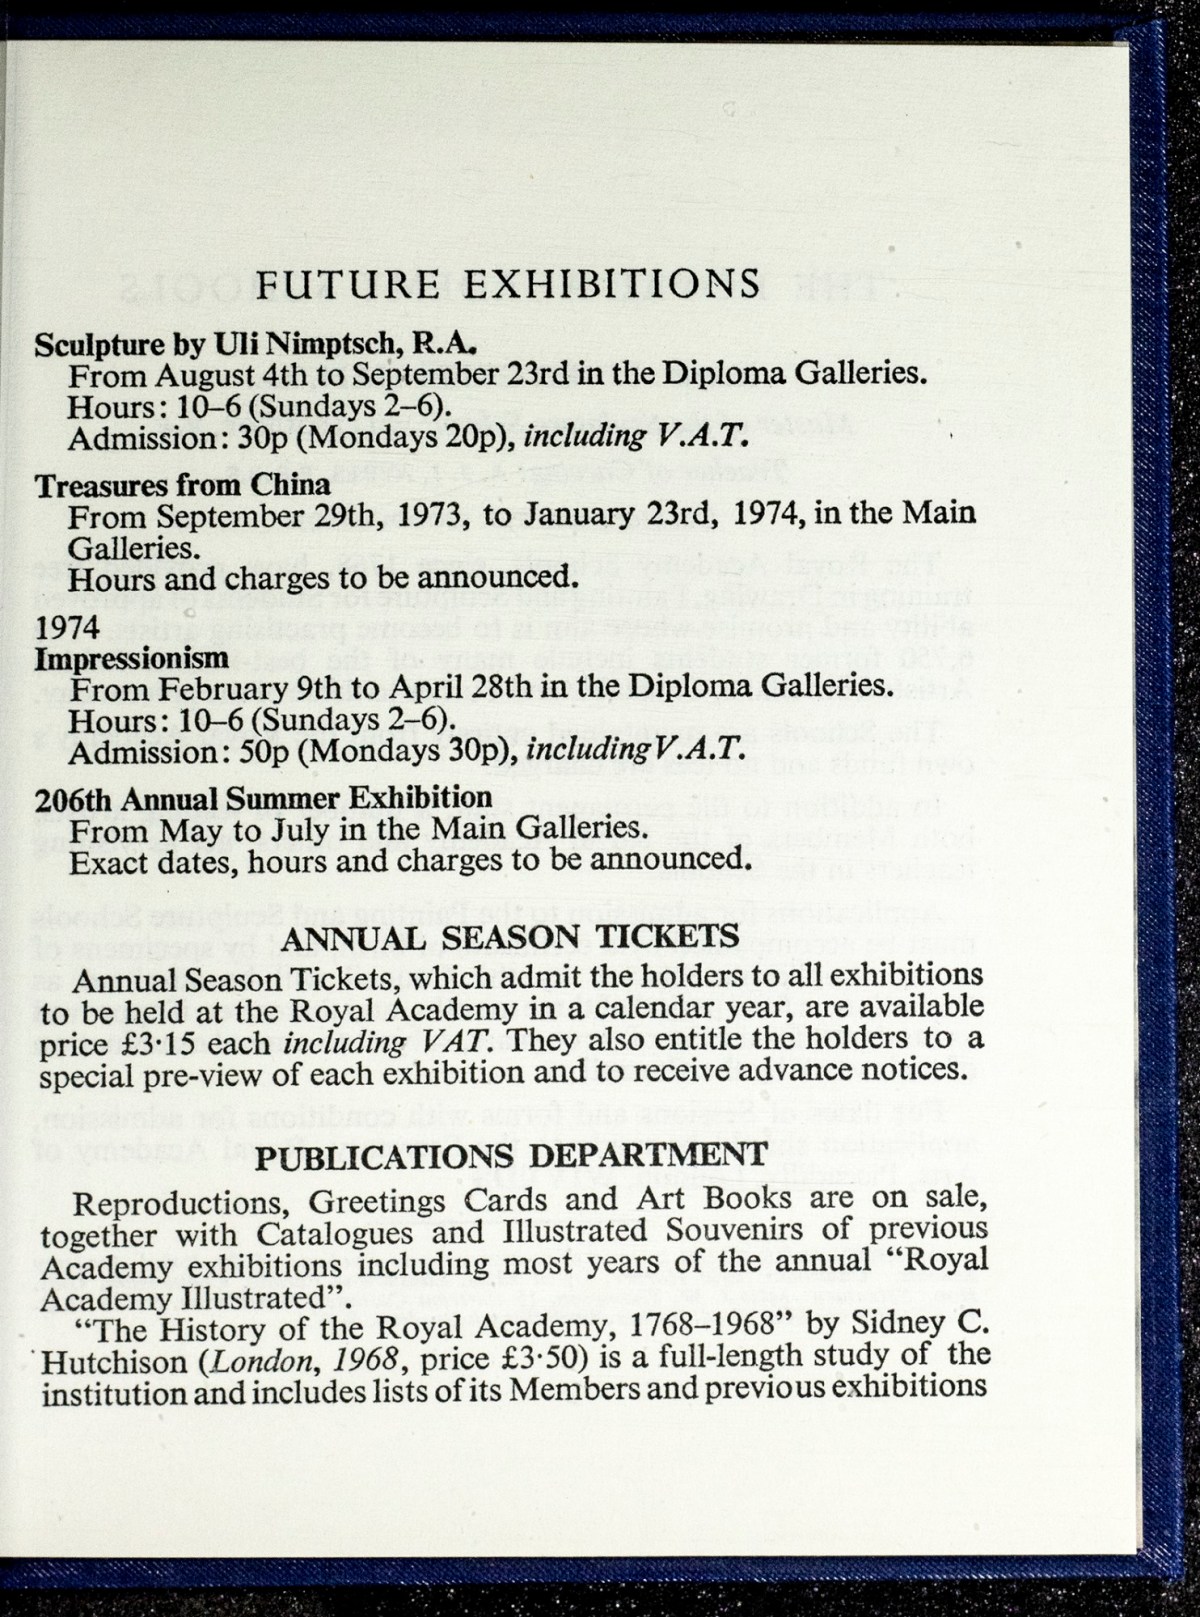 FUTURE EXHIBITIONS
Sculpture by Uli Nimptsch, R.A.
From August 4th to September 23rd in the Diploma Galleries.
Hours: 10–6 (Sundays 2–6).
Admission: 30p (Mondays 20p), including V.A.T.
Treasures from China
From September 29th, 1973, to January 23rd, 1974, in the Main
Galleries.
Hours and charges to be announced.
1974
Impressionism
From February 9th to April 28th in the Diploma Galleries.
Hours: 10–6 (Sundays 2–6).
Admission: 50p (Mondays 30p), including V.A.T.
206th Annual Summer Exhibition
From May to July in the Main Galleries.
Exact dates, hours and charges to be announced.
ANNUAL SEASON TICKETS
Annual Season Tickets, which admit the holders to all exhibitions
to be held at the Royal Academy in a calendar year, are available
price £3·15 each including VAT. They also entitle the holders to a
special pre-view of each exhibition and to receive advance notices.
PUBLICATIONS DEPARTMENT
Reproductions, Greetings Cards and Art Books are on sale,
together with Catalogues and Illustrated Souvenirs of previous
Academy exhibitions including most years of the annual “Royal
Academy Illustrated”.
“The History of the Royal Academy, 1768–1968” by Sidney C.
Hutchison (London, 1968, price £3·50) is a full-length study of the
institution and includes lists of its Members and previous exhibitions